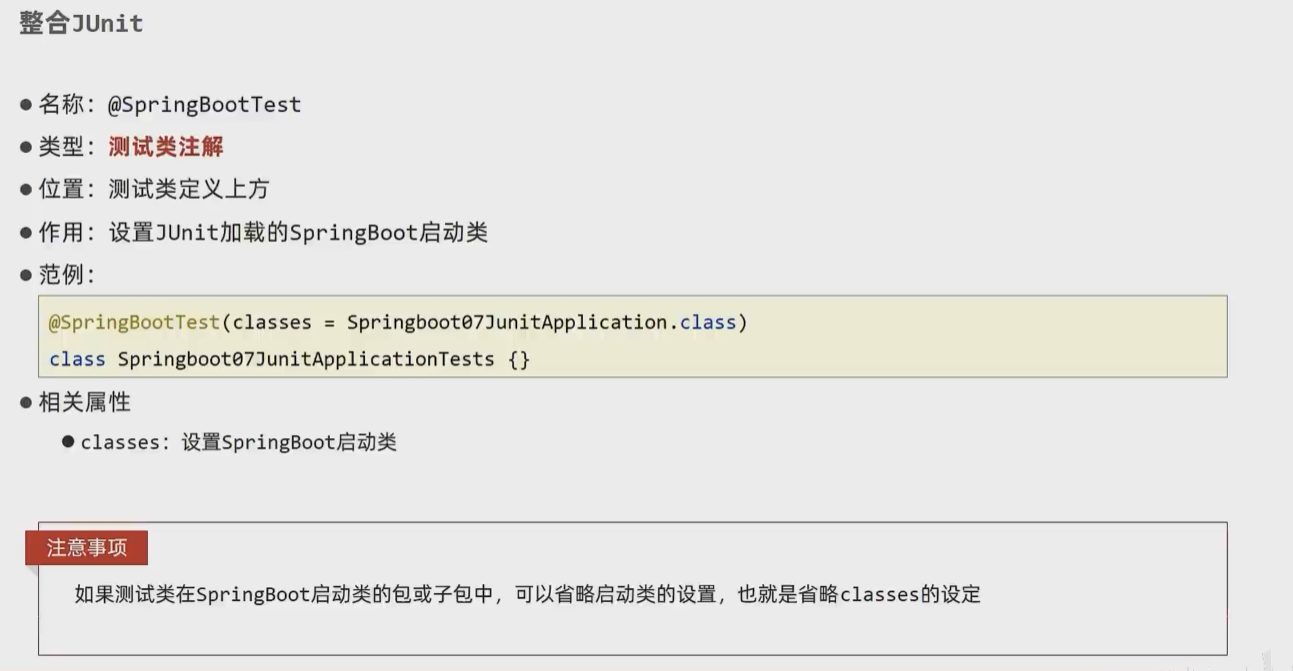 整合JUnit
● 名称：@SpringBootTest
● 类型：测试类注解
● 位置：测试类定义上方
● 作用：设置JUnit加载的SpringBoot启动类
● 范例：
@SpringBootTest(classes = Springboot07JunitApplication.class)
class Springboot07JunitApplicationTests {}
● 相关属性
● classes：设置SpringBoot启动类
注意事项
如果测试类在SpringBoot启动类的包或子包中，可以省略启动类的设置，也就是省略classes的设定